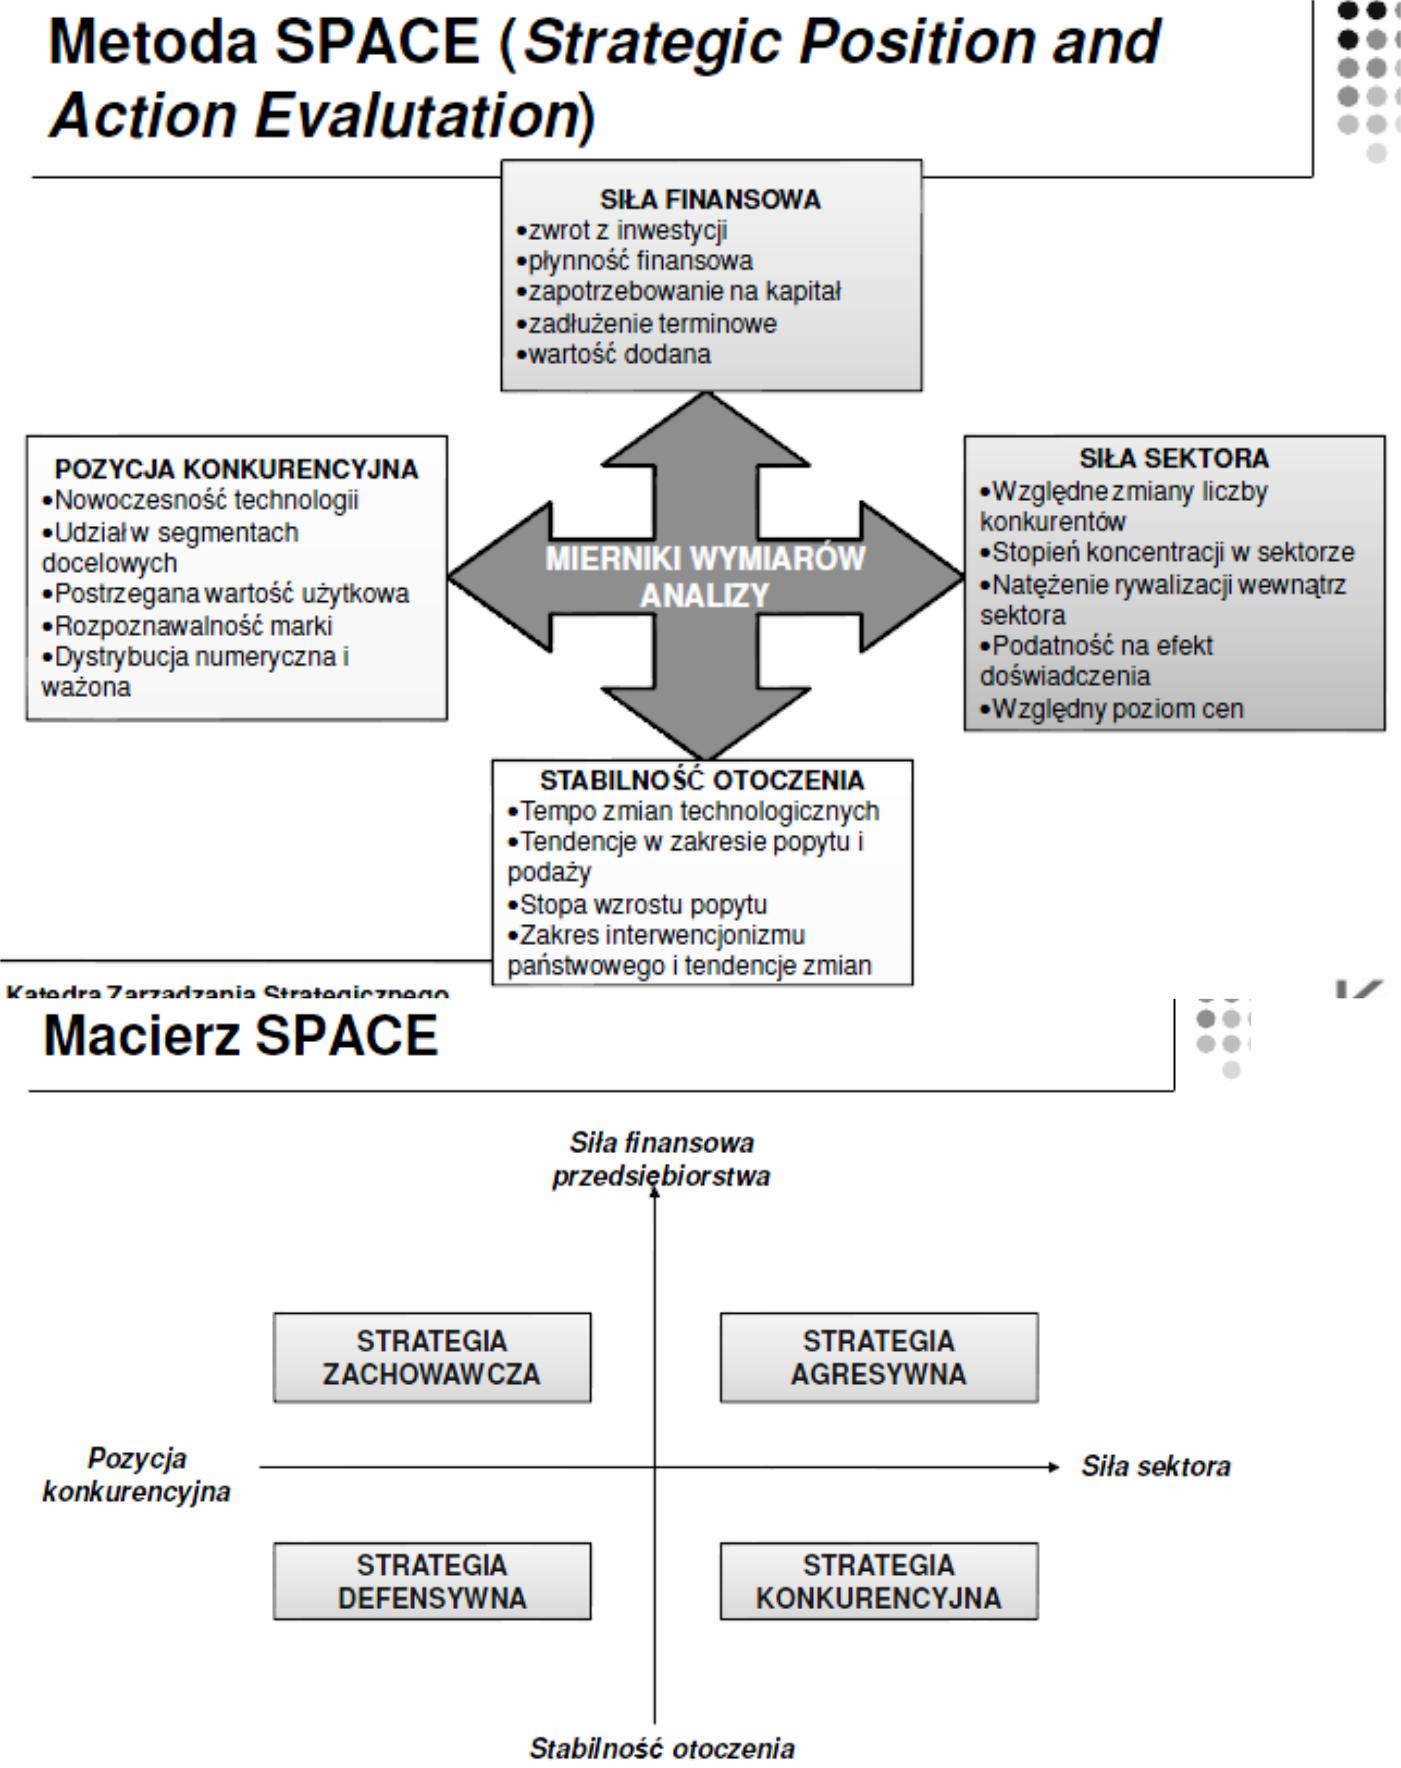 Metoda SPACE (Strategic Position and
Action Evalutation)
SIŁA FINANSOWA
•zwrot z inwestycji
•płynność finansowa
•zapotrzebowanie na kapitał
•zadłużenie terminowe
•wartość dodana
POZYCJA KONKURENCYJNA
•Nowoczesność technologii
•Udział w segmentach
docelowych
•Postrzegana wartość użytkowa
•Rozpoznawalność marki
•Dystrybucja numeryczna i
ważona
MIERNIKI WYMIARÓW
ANALIZY
SIŁA SEKTORA
•Względne zmiany liczby
konkurentów
•Stopień koncentracji w sektorze
•Natężenie rywalizacji wewnątrz
sektora
•Podatność na efekt
doświadczenia
•Względny poziom cen
STABILNOŚĆ OTOCZENIA
•Tempo zmian technologicznych
•Tendencje w zakresie popytu i
podaży
•Stopa wzrostu popytu
•Zakres interwencjonizmu
państwowego i tendencje zmian
Katedra Zarządzania Strategicznego
K
Macierz SPACE
Siła finansowa
przedsiębiorstwa
STRATEGIA
ZACHOWAWCZA
STRATEGIA
AGRESYWNA
Pozycja
konkurencyjna
Siła sektora
STRATEGIA
DEFENSYWNA
STRATEGIA
KONKURENCYJNA
Stabilność otoczenia